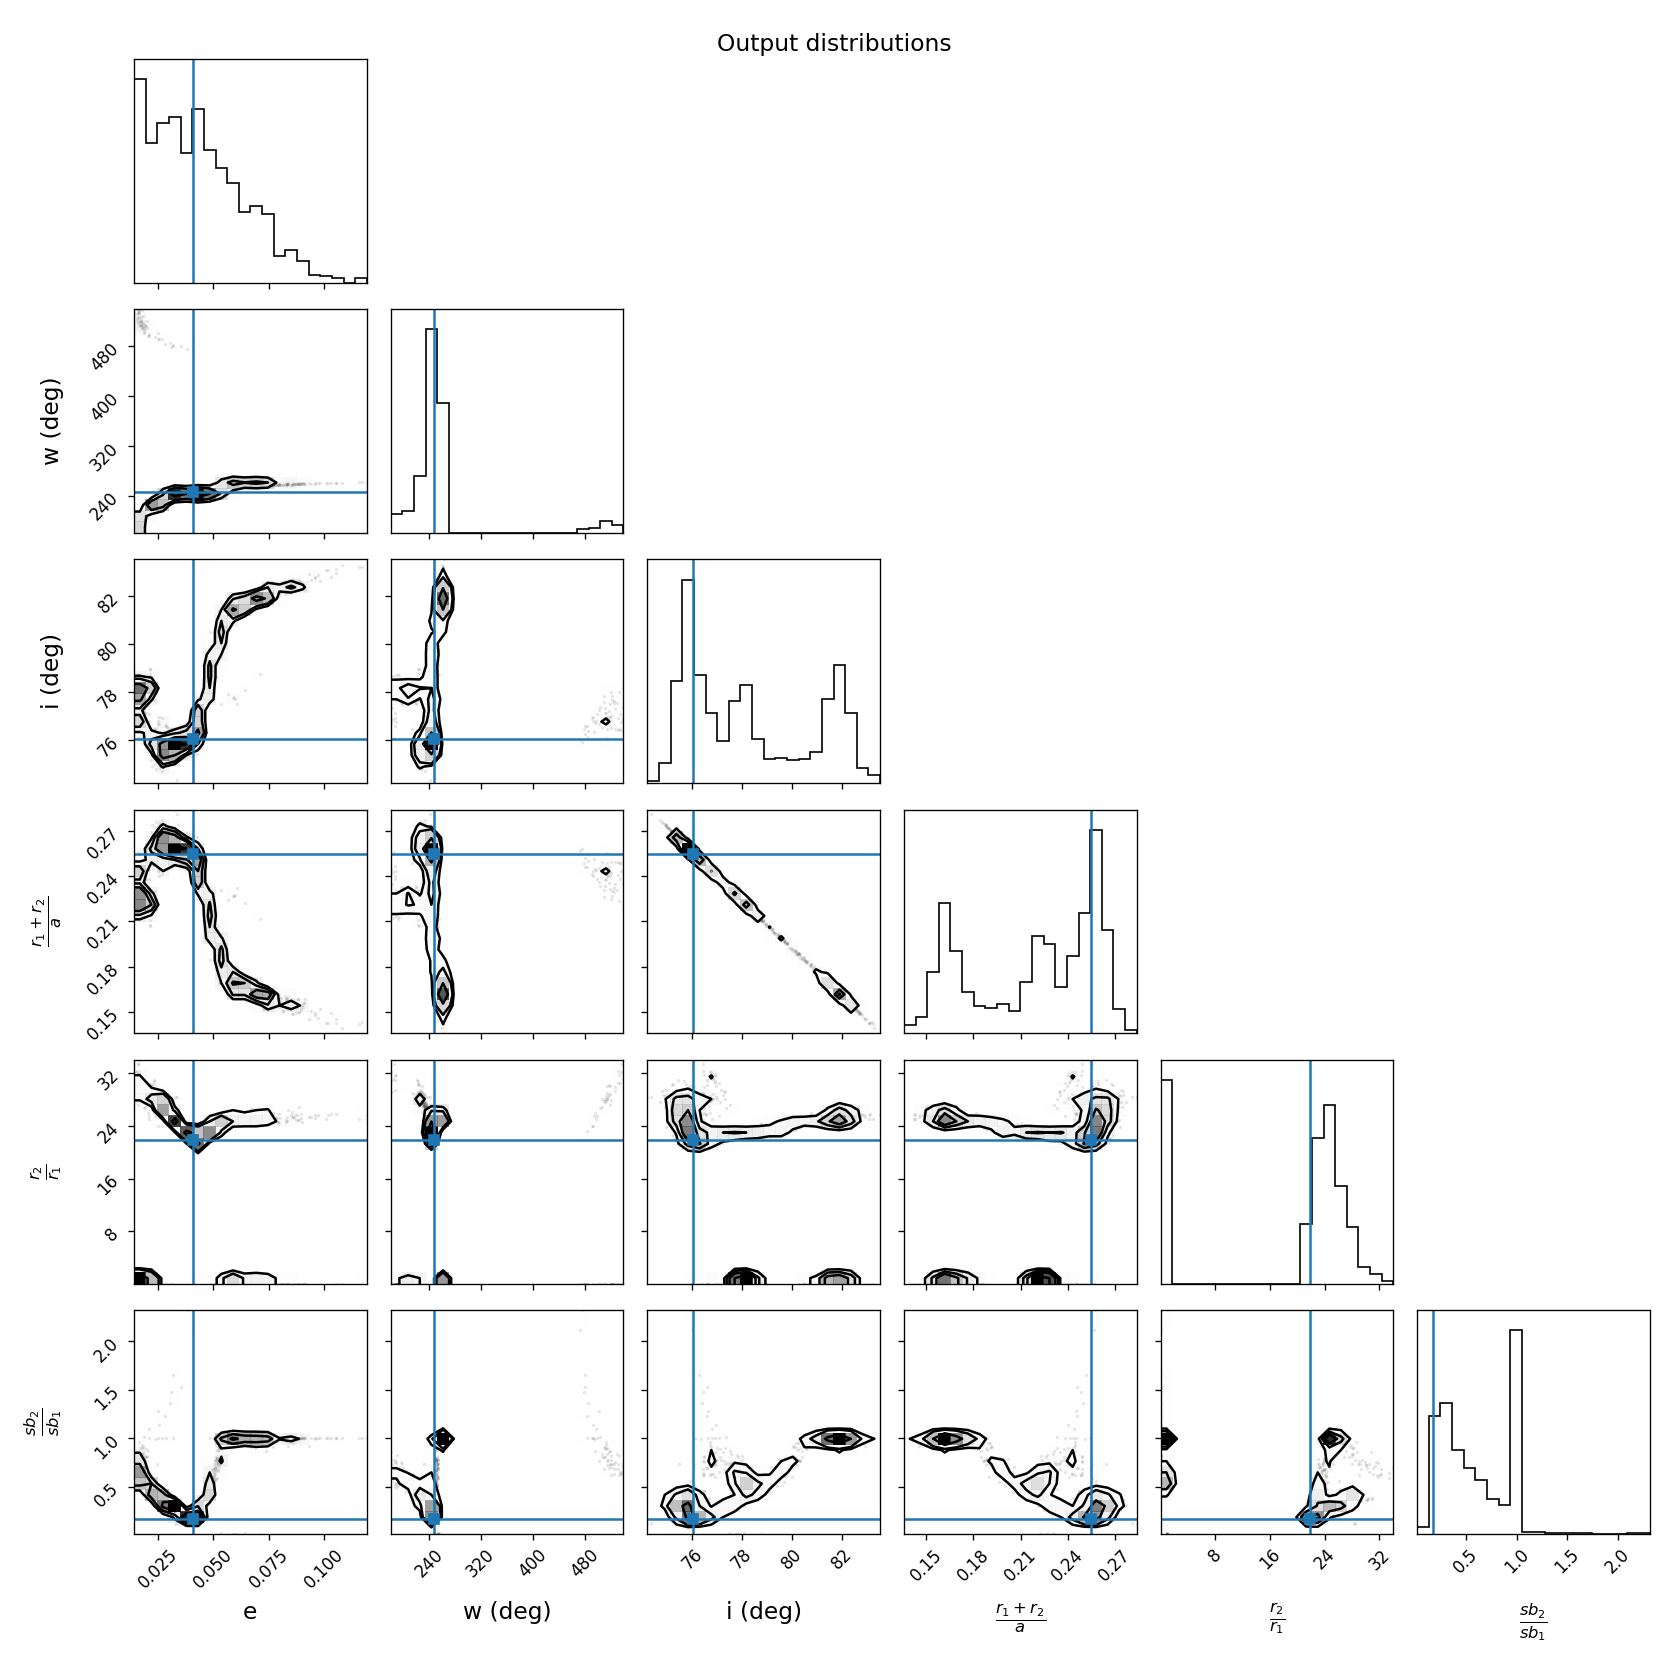 Output distributions
w (deg)
480
400
320
240
i (deg)
82
80
78
76
r₁ + r₂ / a
0.27
0.24
0.21
0.18
0.15
r₂ / r₁
32
24
16
8
sb₂ / sb₁
2.0
1.5
1.0
0.5
0.025 0.050 0.075 0.100
240 320 400 480
76 78 80 82
0.15 0.18 0.21 0.24 0.27
8 16 24 32
0.5 1.0 1.5 2.0
e
w (deg)
i (deg)
r₁ + r₂ / a
r₂ / r₁
sb₂ / sb₁